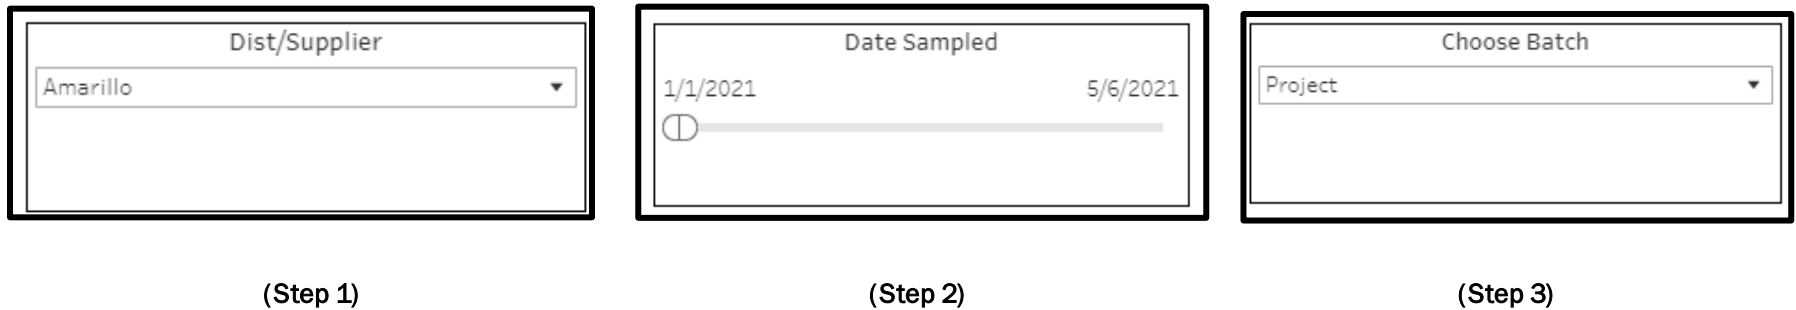 Dist/Supplier
Amarillo
(Step 1)
Date Sampled
1/1/2021 5/6/2021
(Step 2)
Choose Batch
Project
(Step 3)